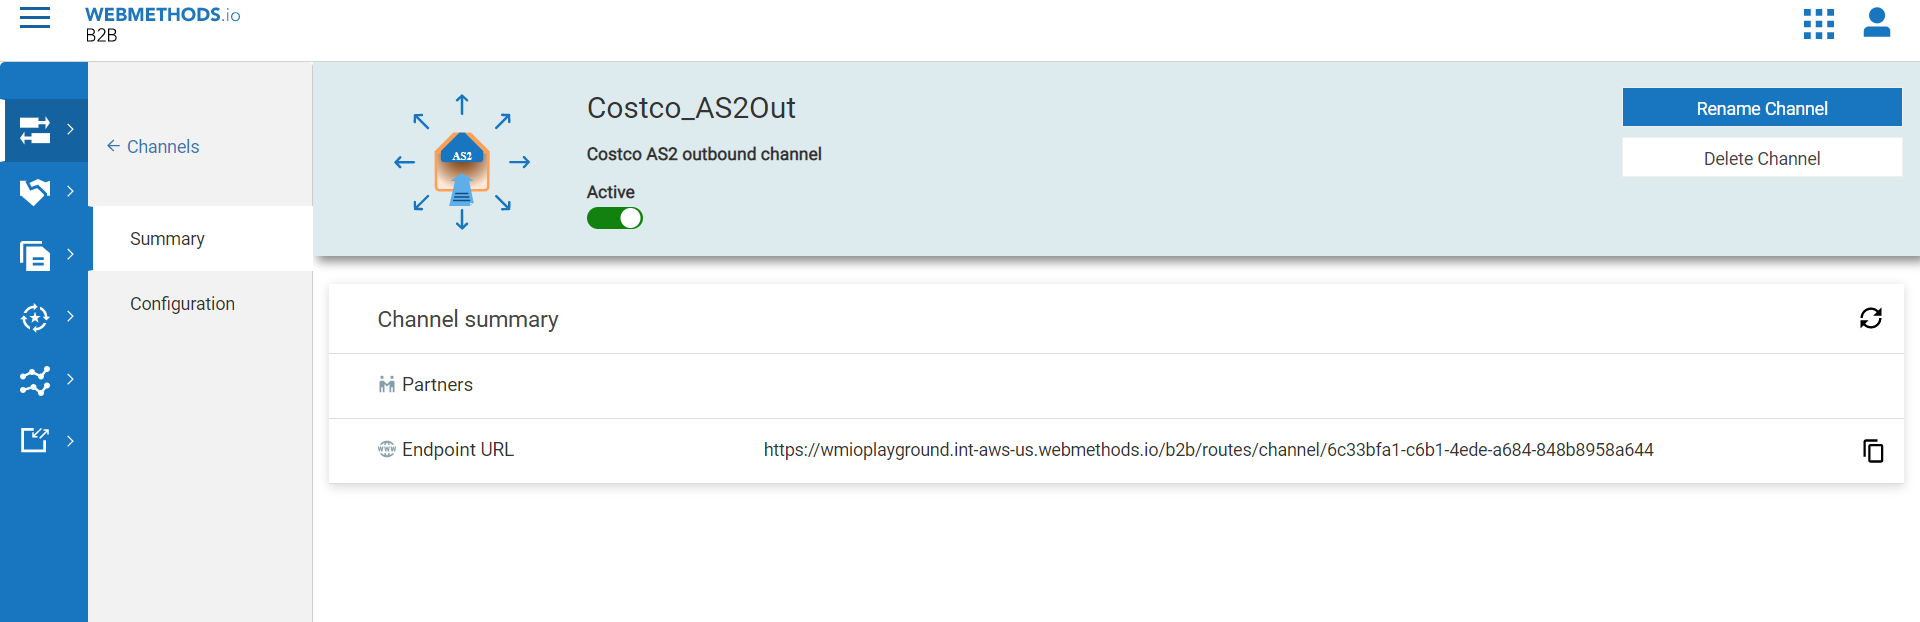 WEBMETHODS.io
B2B
Channels
Summary
Configuration
AS2
Costco_AS2Out
Costco AS2 outbound channel
Active
Rename Channel
Delete Channel
Channel summary
Partners
www Endpoint URL https://wmioplayground.int-aws-us.webmethods.io/b2b/routes/channel/6c33bfa1-c6b1-4ede-a684-848b8958a644